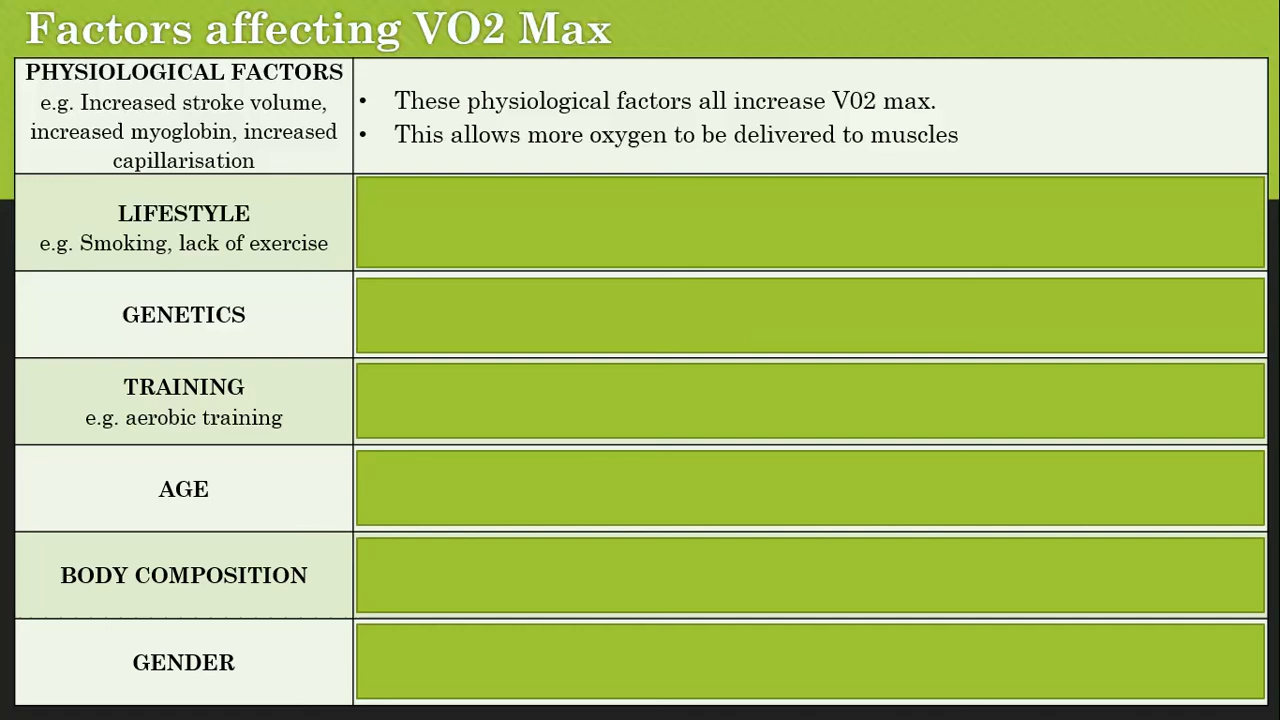 Factors affecting VO2 Max
PHYSIOLOGICAL FACTORS
e.g. Increased stroke volume,
increased myoglobin, increased
capillarisation
• These physiological factors all increase V02 max.
• This allows more oxygen to be delivered to muscles
LIFESTYLE
e.g. Smoking, lack of exercise
GENETICS
TRAINING
e.g. aerobic training
AGE
BODY COMPOSITION
GENDER